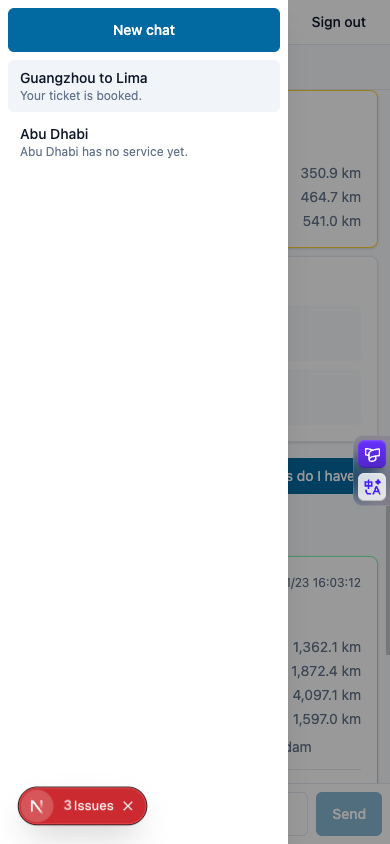 New chat
Sign out
Guangzhou to Lima
Your ticket is booked.
Abu Dhabi
Abu Dhabi has no service yet.
350.9 km
464.7 km
541.0 km
do I have
中A
/23 16:03:12
1,362.1 km
1,872.4 km
4,097.1 km
1,597.0 km
dam
N
3 Issues
Send